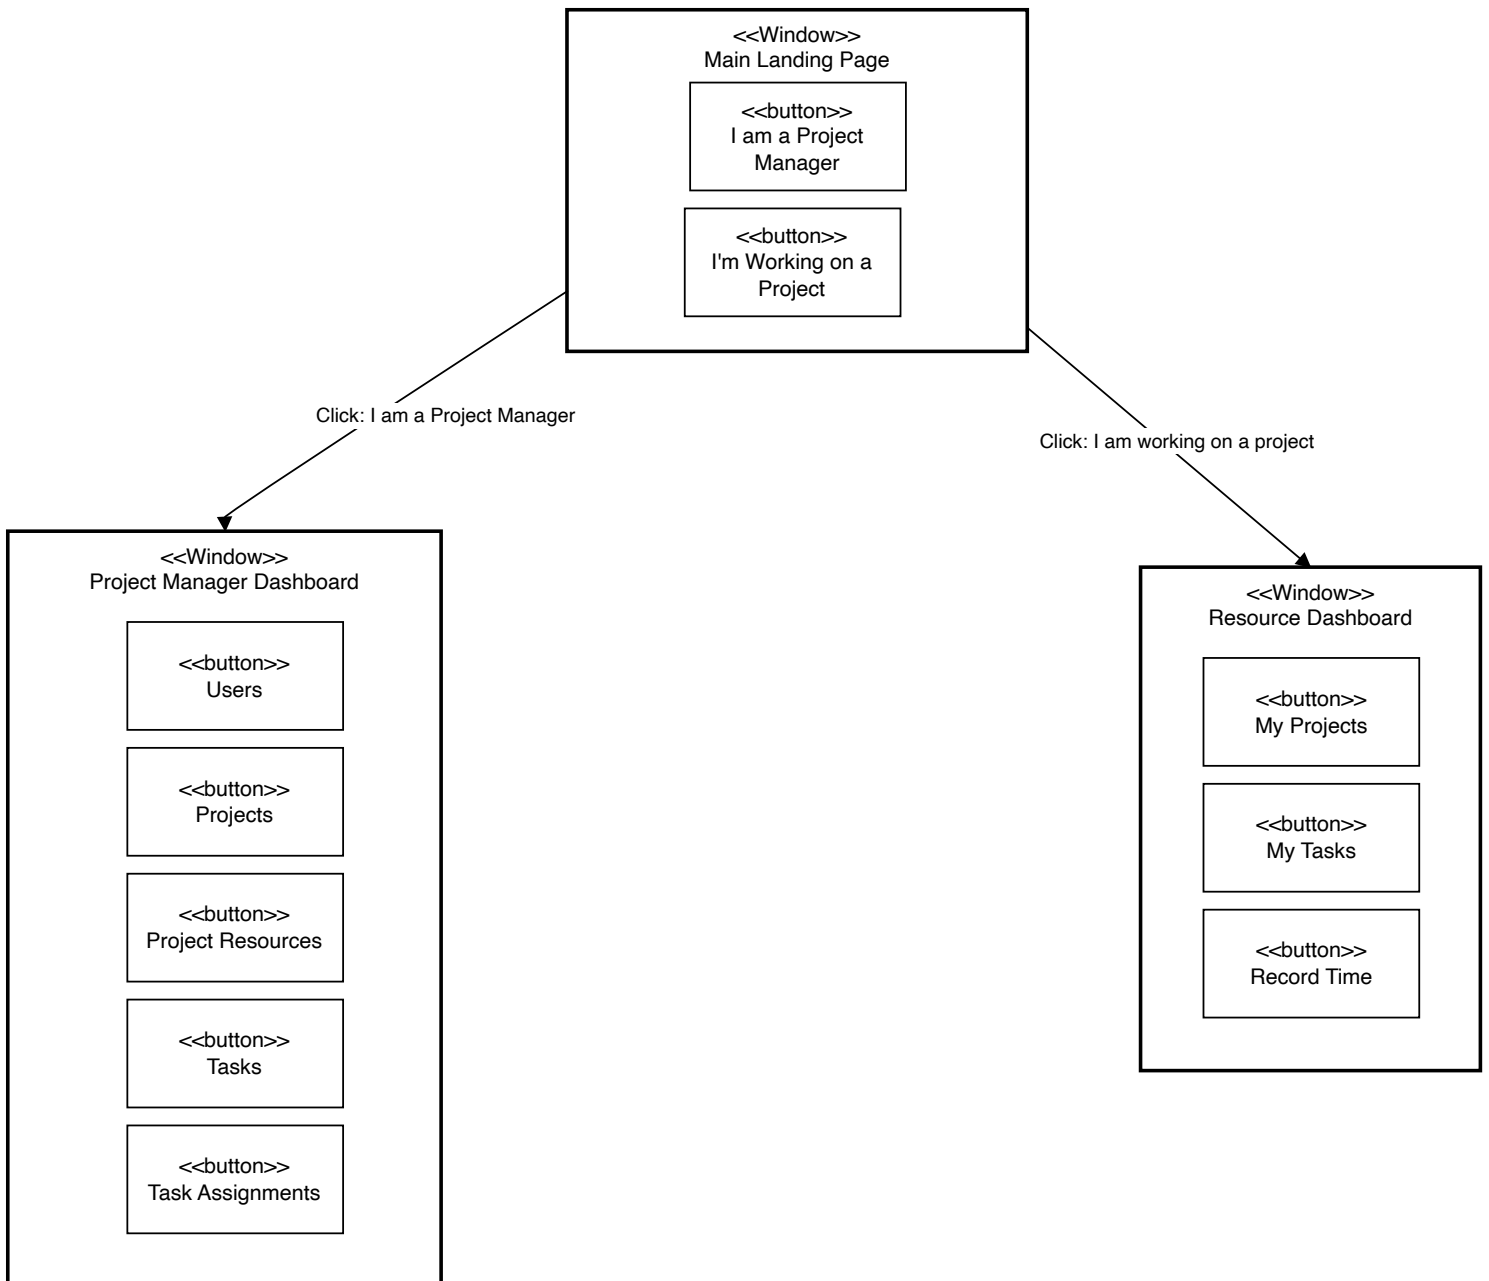 <<Window>>
Main Landing Page
<<button>>
I am a Project
Manager
<<button>>
I'm Working on a
Project
Click: I am a Project Manager
Click: I am working on a project
<<Window>>
Project Manager Dashboard
<<button>>
Users
<<button>>
Projects
<<button>>
Project Resources
<<button>>
Tasks
<<button>>
Task Assignments
<<Window>>
Resource Dashboard
<<button>>
My Projects
<<button>>
My Tasks
<<button>>
Record Time